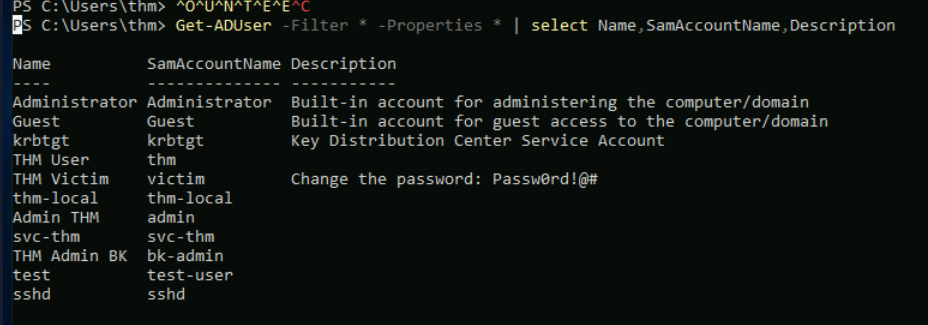 PS C:\Users\thm> ^O^U^N^T^E^E^C
PS C:\Users\thm> Get-ADUser -Filter * -Properties * | select Name,SamAccountName,Description
Name SamAccountName Description
---- -------------- -----------
Administrator Administrator Built-in account for administering the computer/domain
Guest Guest Built-in account for guest access to the computer/domain
krbtgt krbtgt Key Distribution Center Service Account
THM User thm
THM Victim victim Change the password: Passw0rd!@#
thm-local thm-local
Admin THM admin
svc-thm svc-thm
THM Admin BK bk-admin
test test-user
sshd sshd